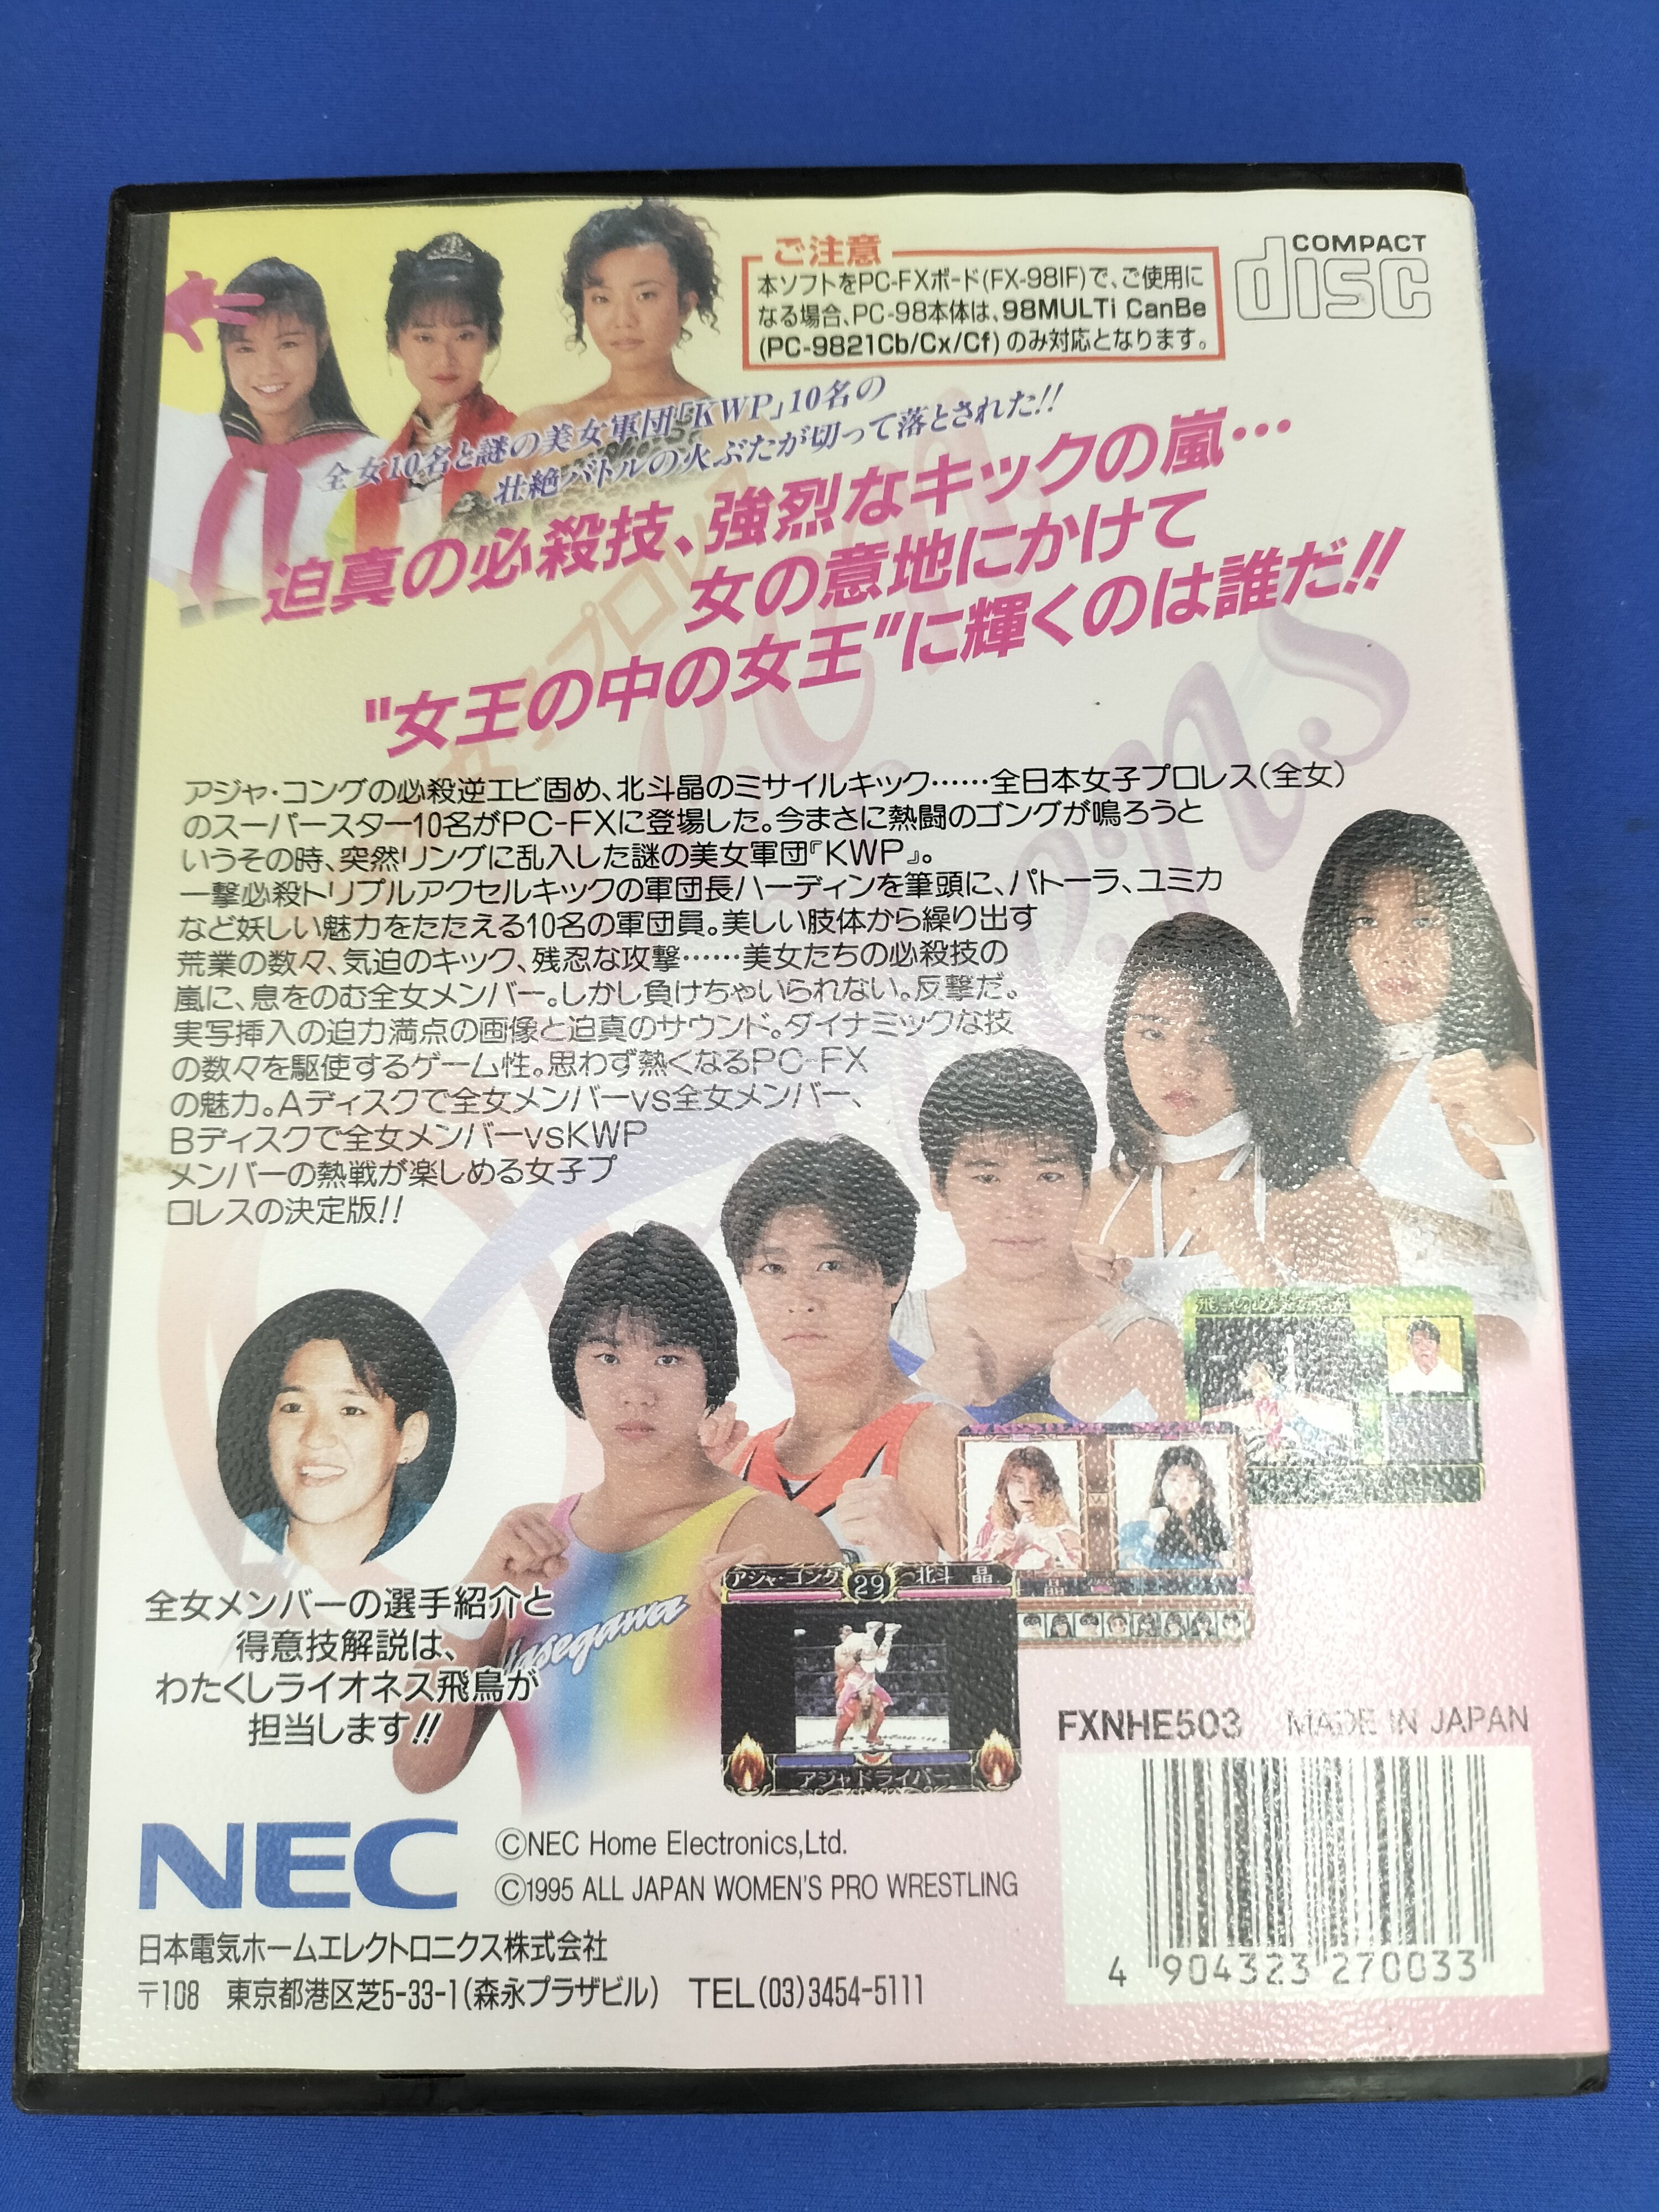 ご注意
本ソフトをPC-FXボード(FX-98IF)で、ご使用に
なる場合、PC-98本体は、98MULTi CanBe
(PC-9821Cb/Cx/Cf)のみ対応となります。
COMPACT
disc
全女10名と謎の美女軍団「KWP」10名の
壮絶バトルの火ぶたが切って落とされた!!
迫真の必殺技、強烈なキックの嵐…
女の意地にかけて
"女王の中の女王"に輝くのは誰だ!!
アジャ・コングの必殺逆エビ固め、北斗晶のミサイルキック……全日本女子プロレス(全女)
のスーパースター10名がPC-FXに登場した。今まさに熱闘のゴングが鳴ろうと
いうその時、突然リングに乱入した謎の美女軍団『KWP』。
一撃必殺トリプルアクセルキックの軍団長ハーディンを筆頭に、パトーラ、ユミカ
など妖しい魅力をたたえる10名の軍団員。美しい肢体から繰り出す
荒業の数々、気迫のキック、残忍な攻撃……美女たちの必殺技の
嵐に、息をのむ全女メンバー。しかし負けちゃいられない。反撃だ。
実写挿入の迫力満点の画像と迫真のサウンド。ダイナミックな技
の数々を駆使するゲーム性。思わず熱くなるPC-FX
の魅力。Aディスクで全女メンバーvs全女メンバー、
Bディスクで全女メンバーvsKWP
メンバーの熱戦が楽しめる女子プ
ロレスの決定版!!
全女メンバーの選手紹介と
得意技解説は、
わたくしライオネス飛鳥が
担当します!!
アジャ・コング 29 北斗 晶
アジャドライバー
FXNHE503 MADE IN JAPAN
NEC
©NEC Home Electronics,Ltd.
©1995 ALL JAPAN WOMEN'S PRO WRESTLING
日本電気ホームエレクトロニクス株式会社
〒108 東京都港区芝5-33-1(森永プラザビル) TEL(03)3454-5111
4 904323 270033